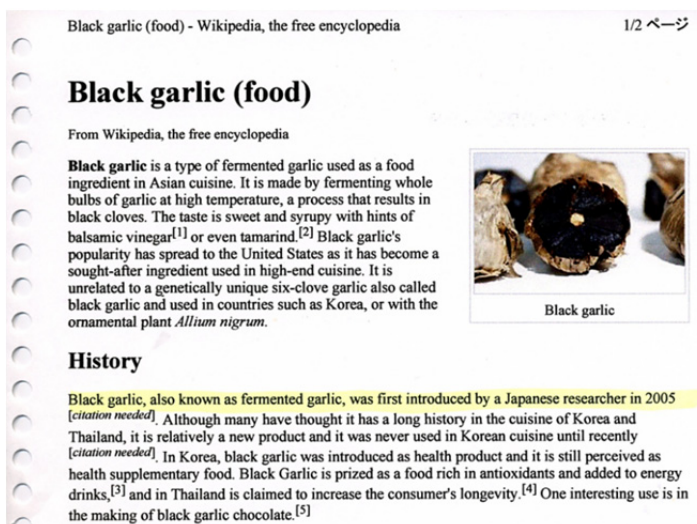 Black garlic (food) - Wikipedia, the free encyclopedia
1/2 ページ
Black garlic (food)
From Wikipedia, the free encyclopedia
Black garlic is a type of fermented garlic used as a food
ingredient in Asian cuisine. It is made by fermenting whole
bulbs of garlic at high temperature, a process that results in
black cloves. The taste is sweet and syrupy with hints of
balsamic vinegar[1] or even tamarind.[2] Black garlic's
popularity has spread to the United States as it has become a
sought-after ingredient used in high-end cuisine. It is
unrelated to a genetically unique six-clove garlic also called
black garlic and used in countries such as Korea, or with the
ornamental plant Allium nigrum.
Black garlic
History
Black garlic, also known as fermented garlic, was first introduced by a Japanese researcher in 2005
[citation needed]. Although many have thought it has a long history in the cuisine of Korea and
Thailand, it is relatively a new product and it was never used in Korean cuisine until recently
[citation needed]. In Korea, black garlic was introduced as health product and it is still perceived as
health supplementary food. Black Garlic is prized as a food rich in antioxidants and added to energy
drinks,[3] and in Thailand is claimed to increase the consumer's longevity.[4] One interesting use is in
the making of black garlic chocolate.[5]